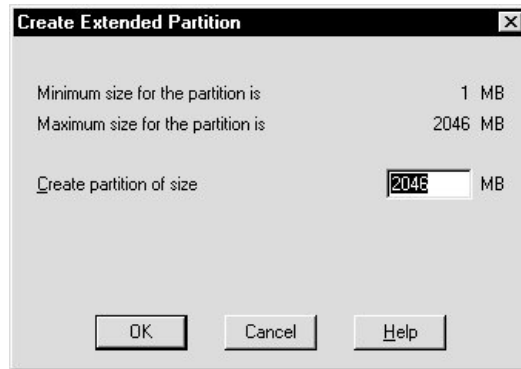 Create Extended Partition
Minimum size for the partition is 1 MB
Maximum size for the partition is 2046 MB
Create partition of size 2046 MB
OK Cancel Help